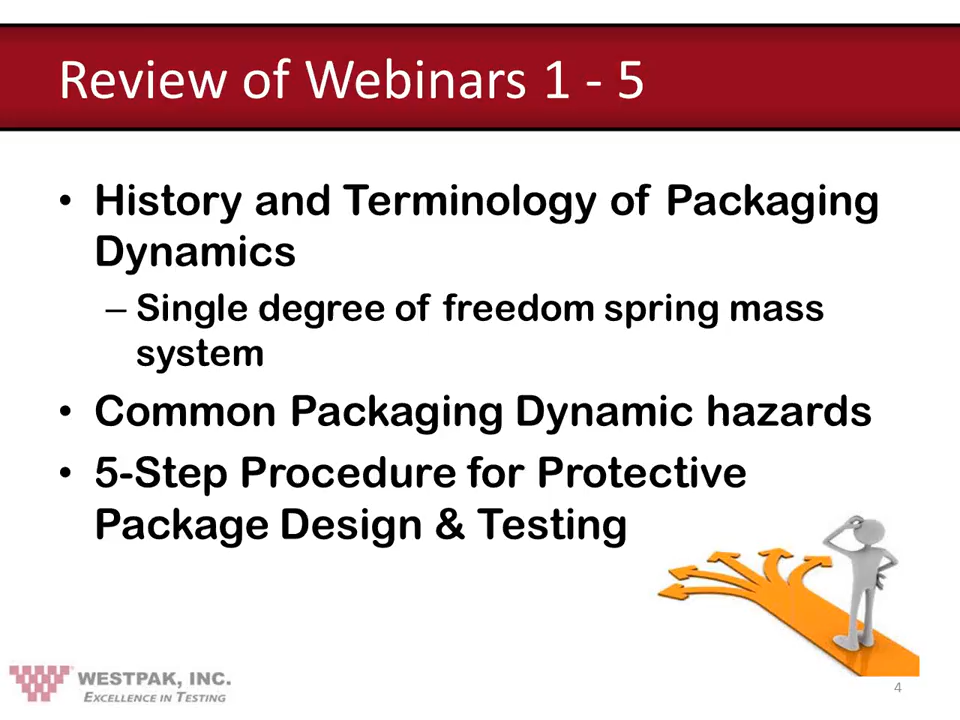 Review of Webinars 1 - 5
• History and Terminology of Packaging
Dynamics
– Single degree of freedom spring mass
system
• Common Packaging Dynamic hazards
• 5-Step Procedure for Protective
Package Design & Testing
WESTPAK, INC.
EXCELLENCE IN TESTING
4